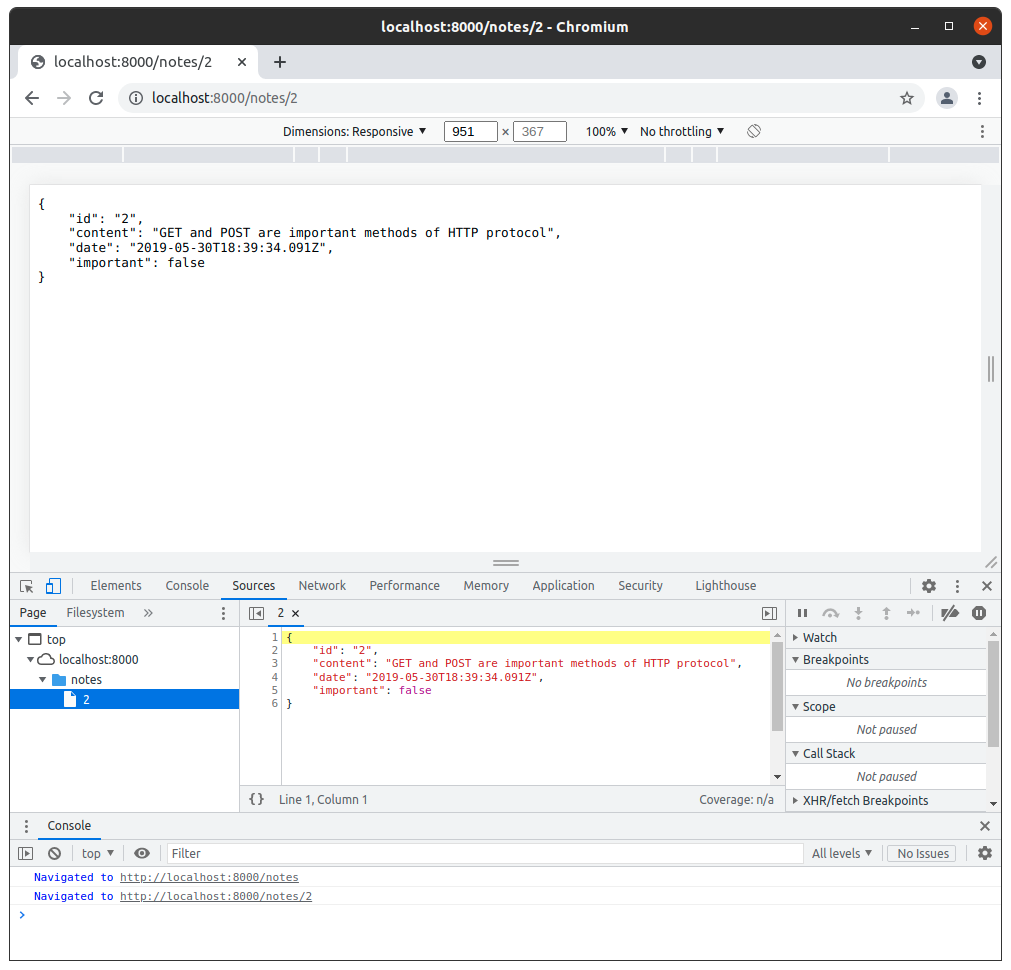 localhost:8000/notes/2 - Chromium
localhost:8000/notes/2
localhost:8000/notes/2
Dimensions: Responsive ▼ 951 × 367 100% ▼ No throttling ▼
{
    "id": "2",
    "content": "GET and POST are important methods of HTTP protocol",
    "date": "2019-05-30T18:39:34.091Z",
    "important": false
}
Elements Console Sources Network Performance Memory Application Security Lighthouse
Page Filesystem »
2 ×
top
localhost:8000
notes
2
1 {
2     "id": "2",
3     "content": "GET and POST are important methods of HTTP protocol",
4     "date": "2019-05-30T18:39:34.091Z",
5     "important": false
6 }
{} Line 1, Column 1 Coverage: n/a
Watch
Breakpoints
No breakpoints
Scope
Not paused
Call Stack
Not paused
XHR/fetch Breakpoints
Console
top ▼ Filter All levels ▼ No Issues
Navigated to http://localhost:8000/notes
Navigated to http://localhost:8000/notes/2
>